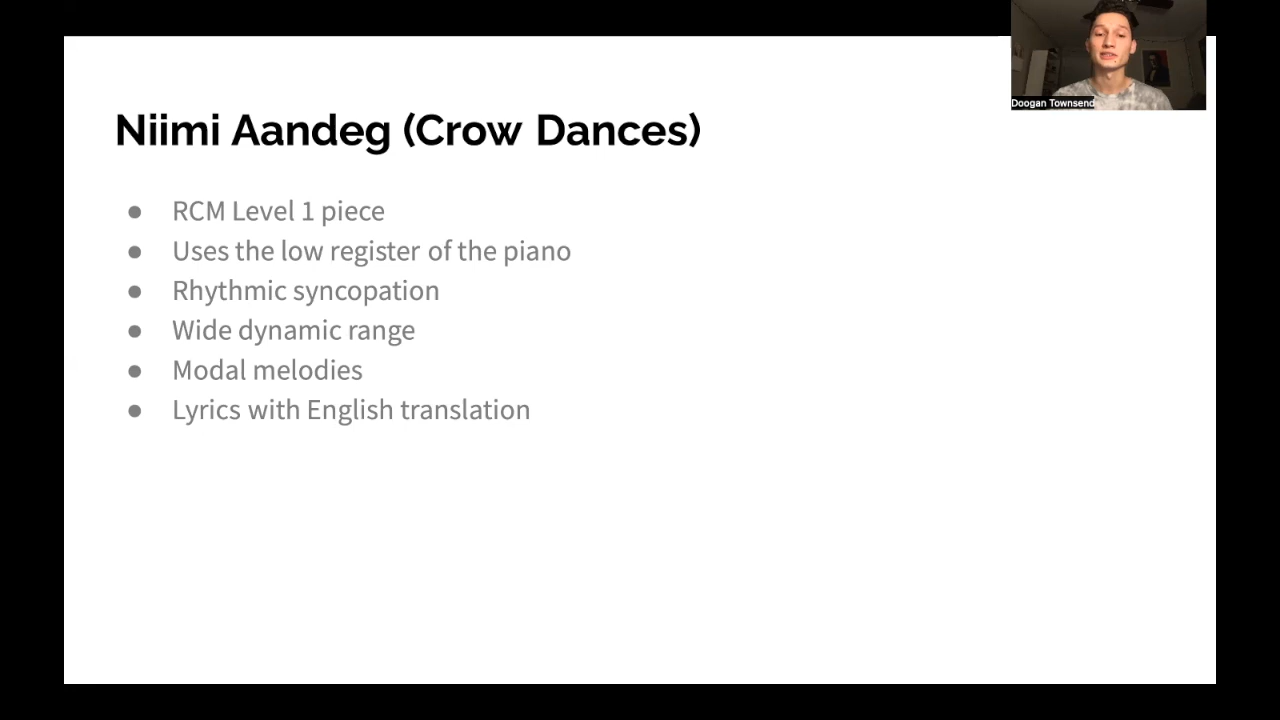 Niimi Aandeg (Crow Dances)
● RCM Level 1 piece
● Uses the low register of the piano
● Rhythmic syncopation
● Wide dynamic range
● Modal melodies
● Lyrics with English translation
Doogan Townsend